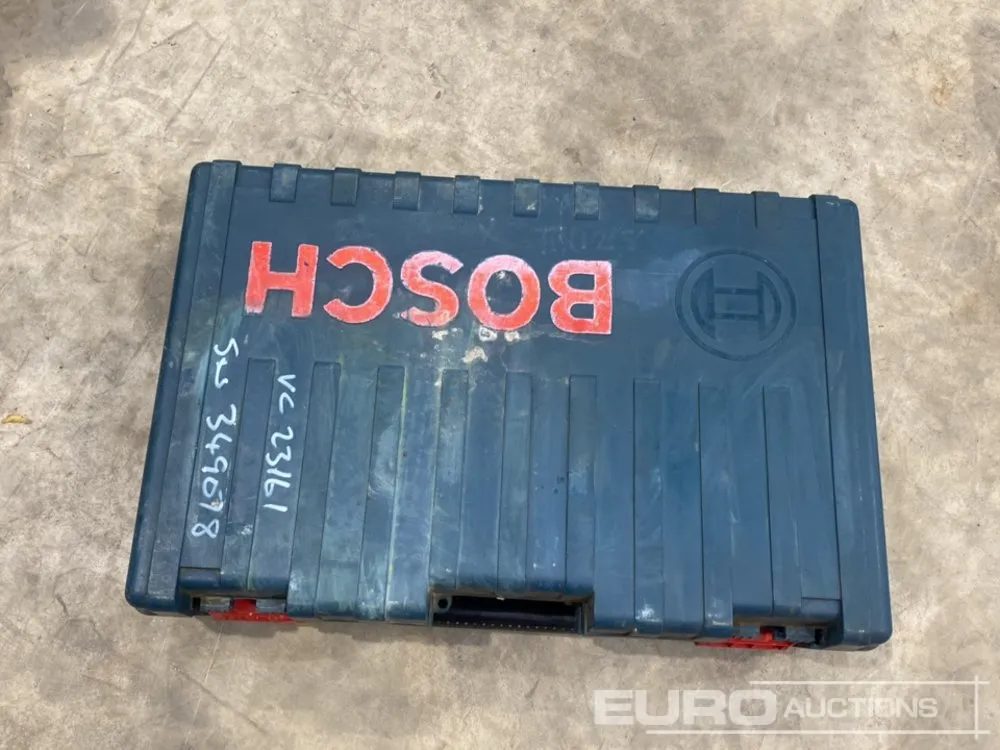 BOSCH
VC 23161
SW 349078
EURO AUCTIONS